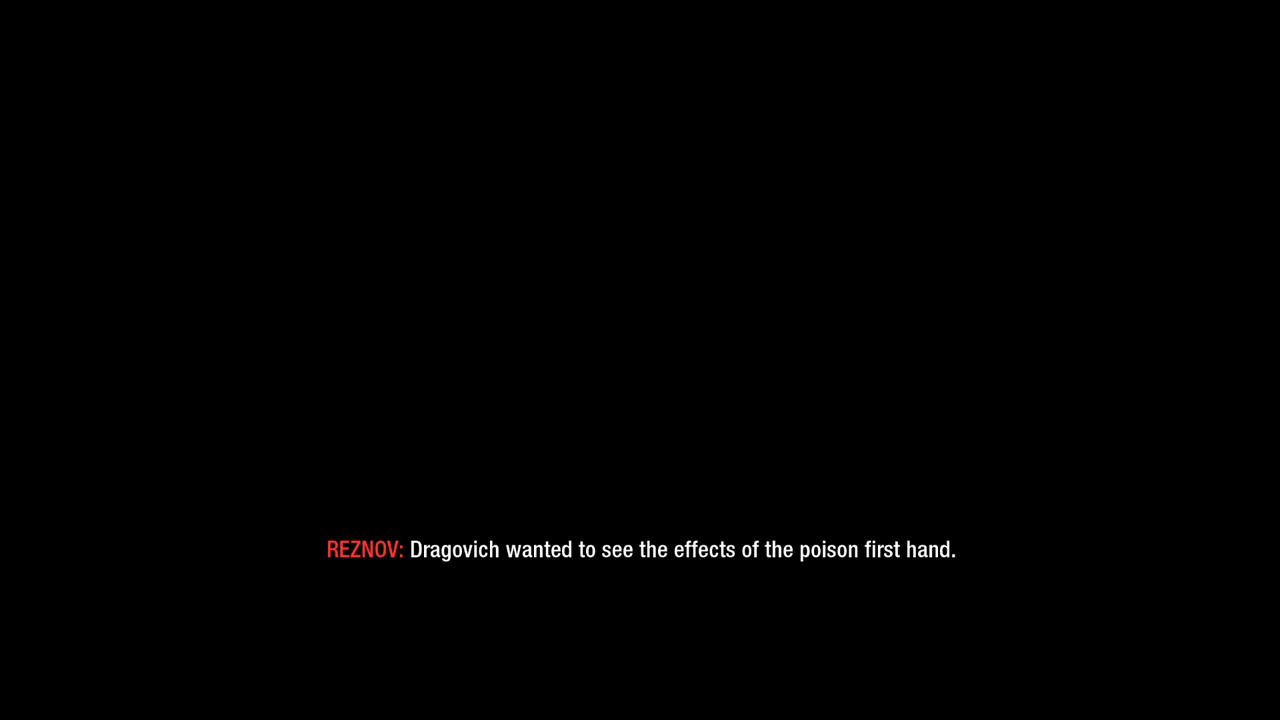 REZNOV: Dragovich wanted to see the effects of the poison first hand.